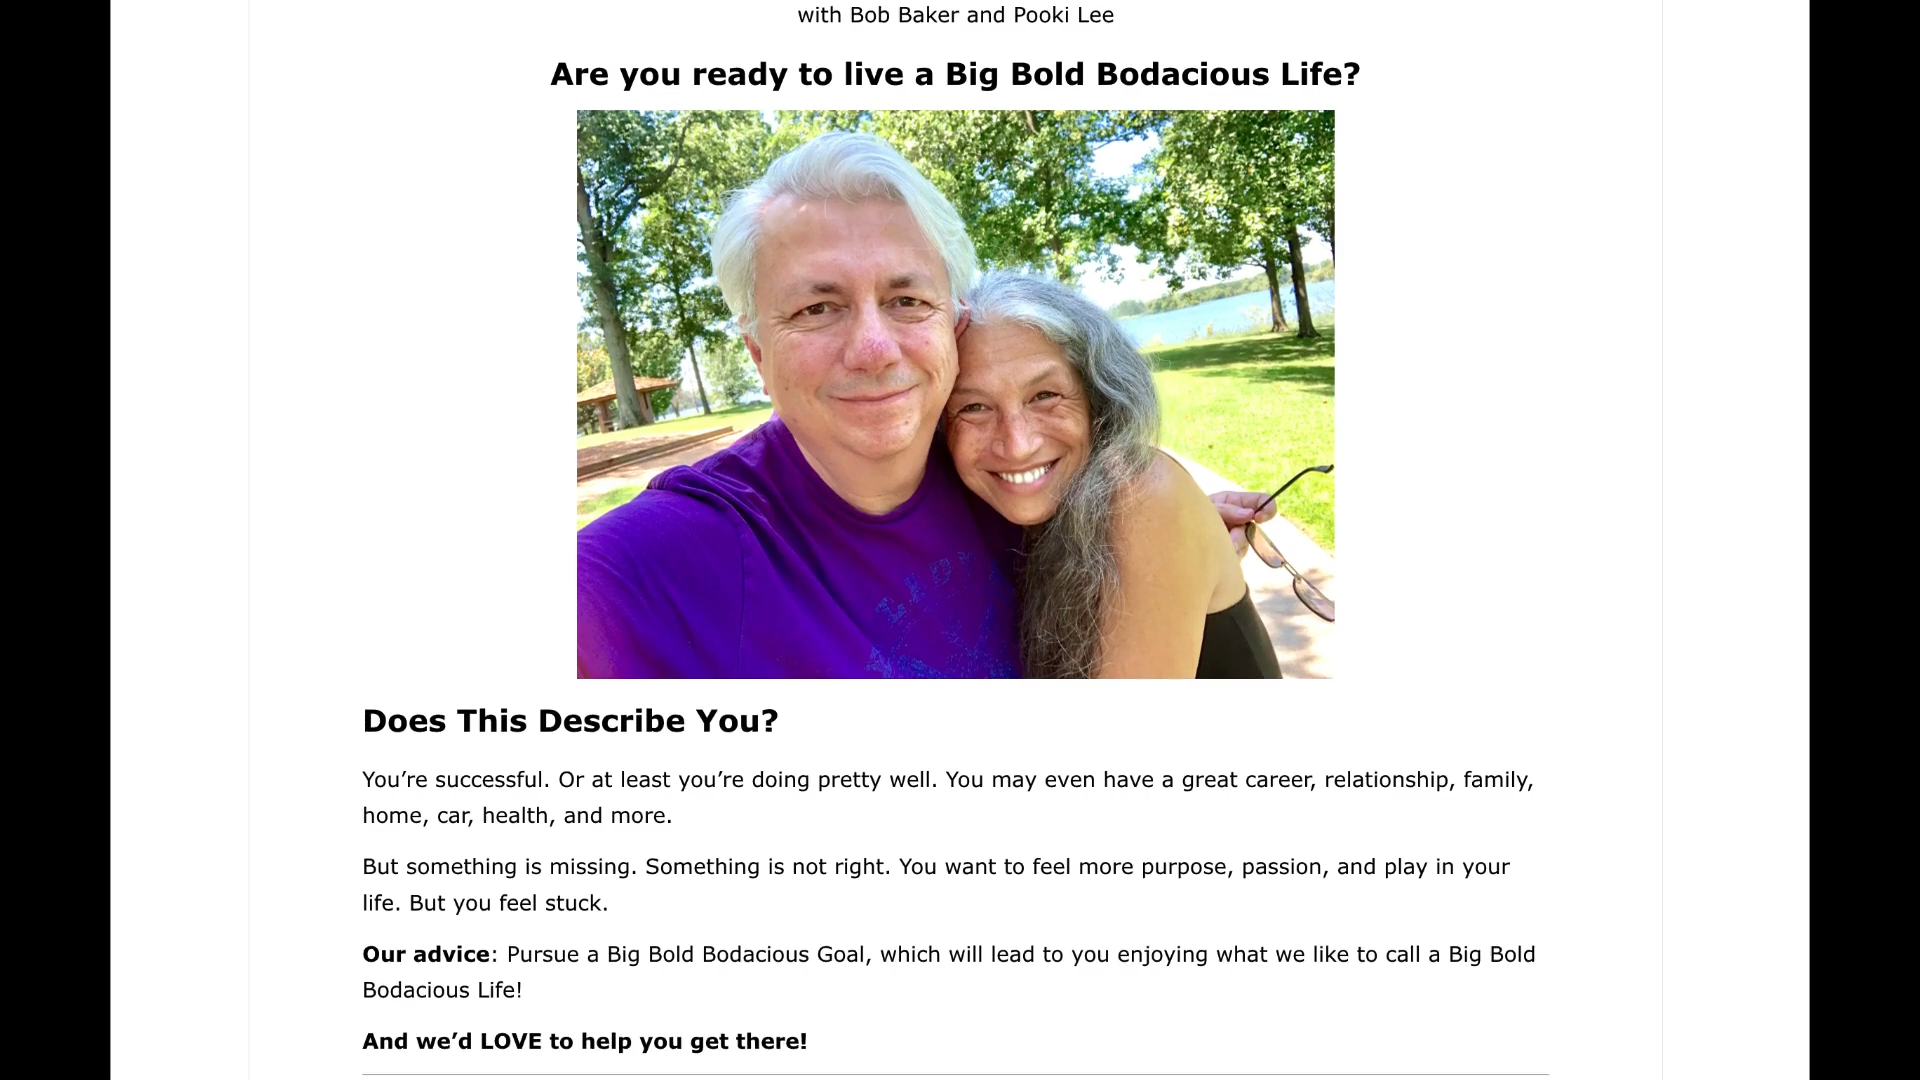 with Bob Baker and Pooki Lee
Are you ready to live a Big Bold Bodacious Life?
Does This Describe You?
You’re successful. Or at least you’re doing pretty well. You may even have a great career, relationship, family,
home, car, health, and more.
But something is missing. Something is not right. You want to feel more purpose, passion, and play in your
life. But you feel stuck.
Our advice: Pursue a Big Bold Bodacious Goal, which will lead to you enjoying what we like to call a Big Bold
Bodacious Life!
And we’d LOVE to help you get there!